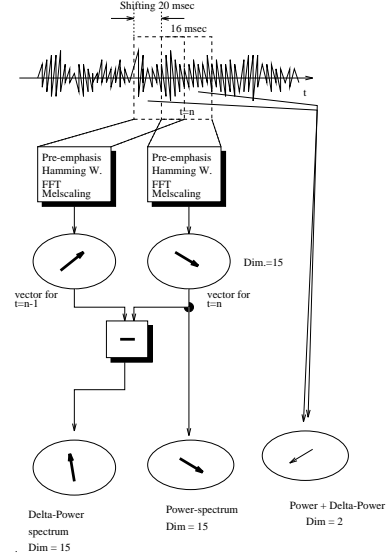 Shifting 20 msec
16 msec
t
t=n
Pre-emphasis
Hamming W.
FFT
Melscaling
Pre-emphasis
Hamming W.
FFT
Melscaling
Dim.=15
vector for
t=n-1
vector for
t=n
Delta-Power
spectrum
Dim = 15
Power-spectrum
Dim = 15
Power + Delta-Power
Dim = 2